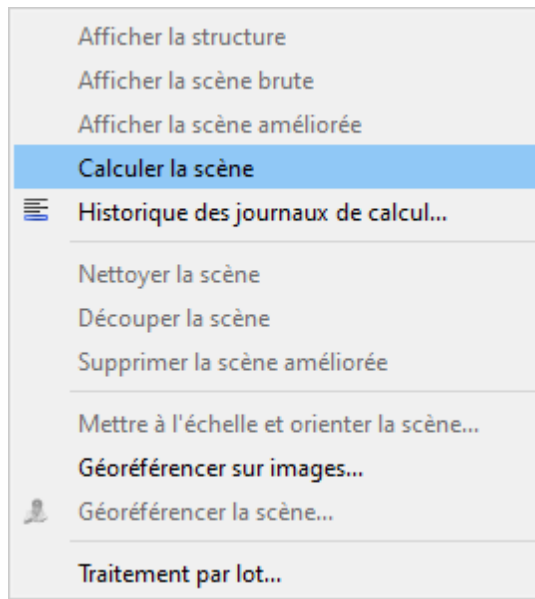 Afficher la structure
Afficher la scène brute
Afficher la scène améliorée
Calculer la scène
Historique des journaux de calcul...
Nettoyer la scène
Découper la scène
Supprimer la scène améliorée
Mettre à l'échelle et orienter la scène...
Géoréférencer sur images...
Géoréférencer la scène...
Traitement par lot...